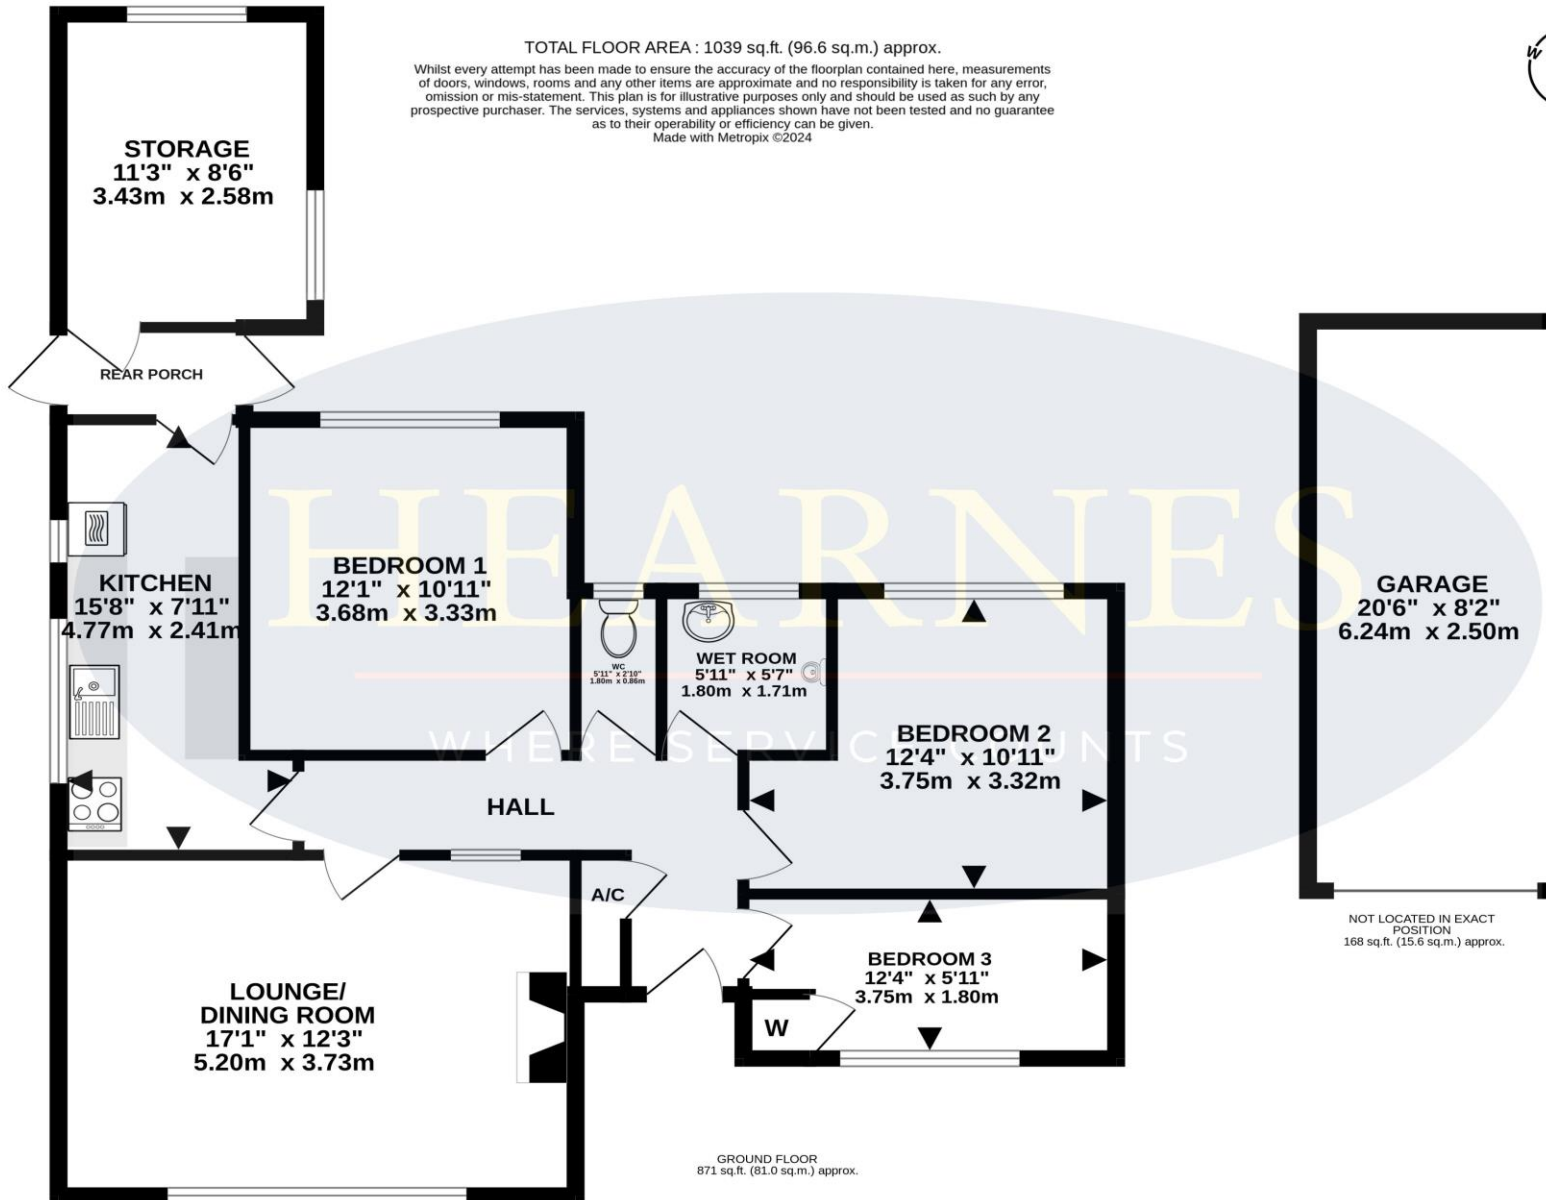 TOTAL FLOOR AREA : 1039 sq.ft. (96.6 sq.m.) approx.
Whilst every attempt has been made to ensure the accuracy of the floorplan contained here, measurements
of doors, windows, rooms and any other items are approximate and no responsibility is taken for any error,
omission or mis-statement. This plan is for illustrative purposes only and should be used as such by any
prospective purchaser. The services, systems and appliances shown have not been tested and no guarantee
as to their operability or efficiency can be given.
Made with Metropix ©2024
W
STORAGE
11'3" x 8'6"
3.43m x 2.58m
REAR PORCH
HEARNES
WHERE SERVICE COUNTS
KITCHEN
15'8" x 7'11"
4.77m x 2.41m
BEDROOM 1
12'1" x 10'11"
3.68m x 3.33m
WC
5'11" x 2'10"
1.80m x 0.86m
WET ROOM
5'11" x 5'7"
1.80m x 1.71m
BEDROOM 2
12'4" x 10'11"
3.75m x 3.32m
GARAGE
20'6" x 8'2"
6.24m x 2.50m
HALL
A/C
NOT LOCATED IN EXACT
POSITION
168 sq.ft. (15.6 sq.m.) approx.
BEDROOM 3
12'4" x 5'11"
3.75m x 1.80m
W
LOUNGE/
DINING ROOM
17'1" x 12'3"
5.20m x 3.73m
GROUND FLOOR
871 sq.ft. (81.0 sq.m.) approx.